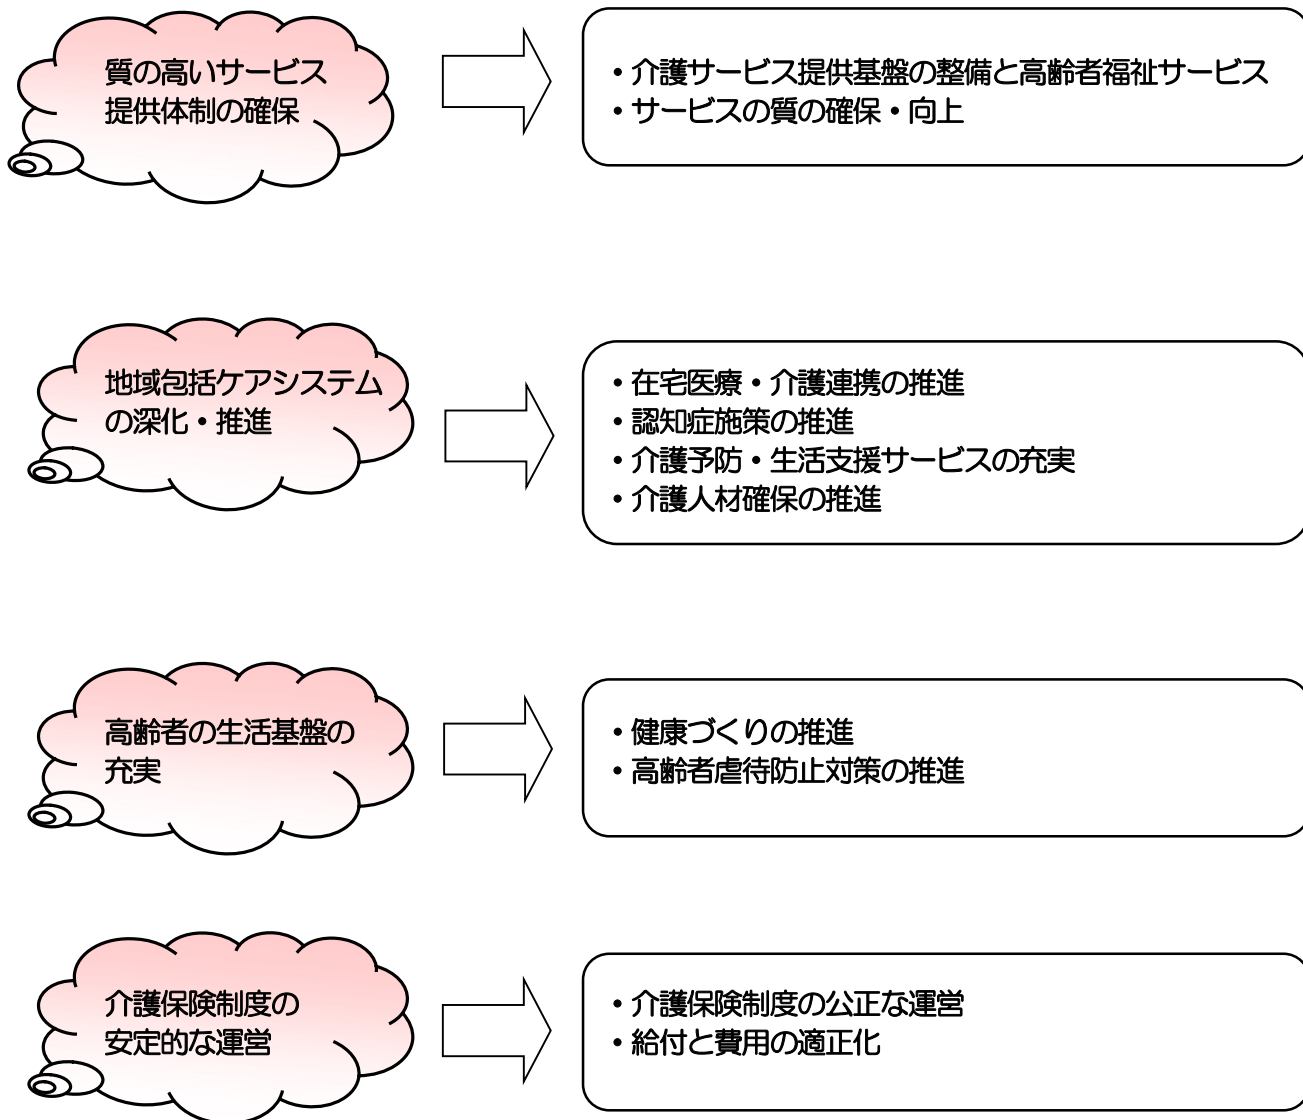 質の高いサービス
提供体制の確保
・介護サービス提供基盤の整備と高齢者福祉サービス
・サービスの質の確保・向上
地域包括ケアシステム
の深化・推進
・在宅医療・介護連携の推進
・認知症施策の推進
・介護予防・生活支援サービスの充実
・介護人材確保の推進
高齢者の生活基盤の
充実
・健康づくりの推進
・高齢者虐待防止対策の推進
介護保険制度の
安定的な運営
・介護保険制度の公正な運営
・給付と費用の適正化